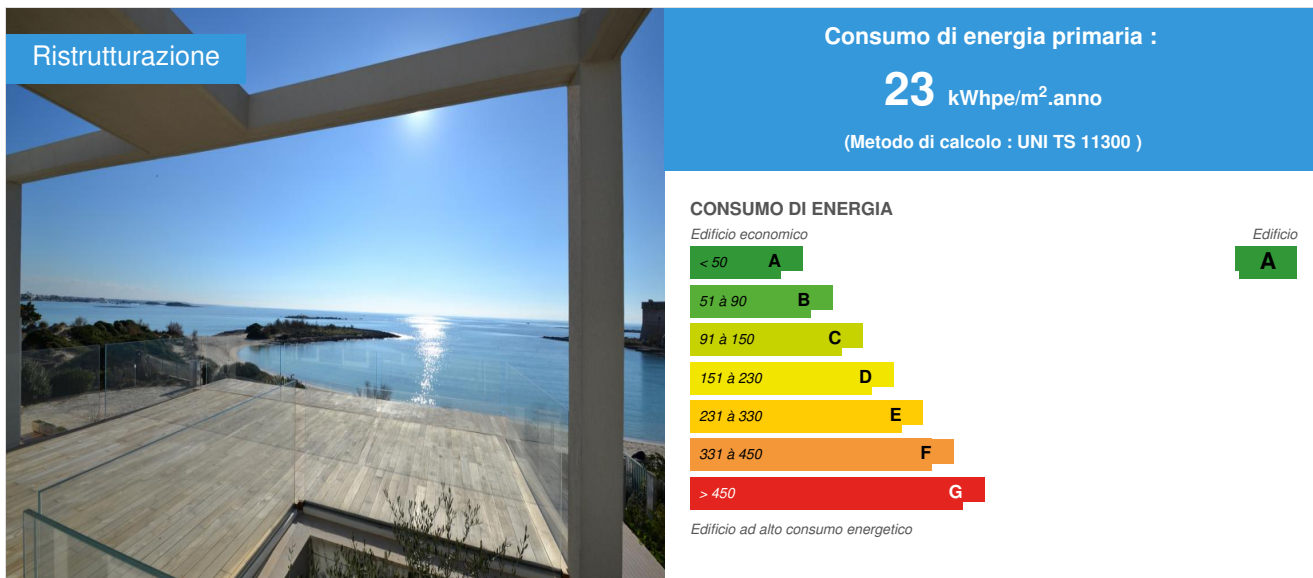 Ristrutturazione
Consumo di energia primaria :
23 kWhpe/m².anno
(Metodo di calcolo : UNI TS 11300 )
CONSUMO DI ENERGIA
Edificio economico
Edificio
< 50 A
A
51 à 90 B
91 à 150 C
151 à 230 D
231 à 330 E
331 à 450 F
> 450 G
Edificio ad alto consumo energetico